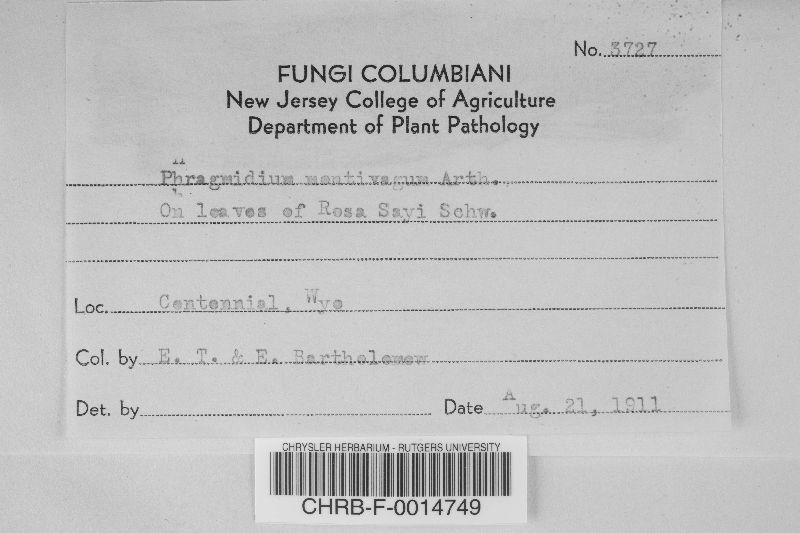 No. 3727
FUNGI COLUMBIANI
New Jersey College of Agriculture
Department of Plant Pathology
Phragmidium montivagum Arth.
On leaves of Rosa Sayi Schw.
Loc. Centennial, Wyo
Col. by E. T. & E. Bartholomew
Det. by
Date Aug. 21, 1911
CHRYSLER HERBARIUM - RUTGERS UNIVERSITY
CHRB-F-0014749